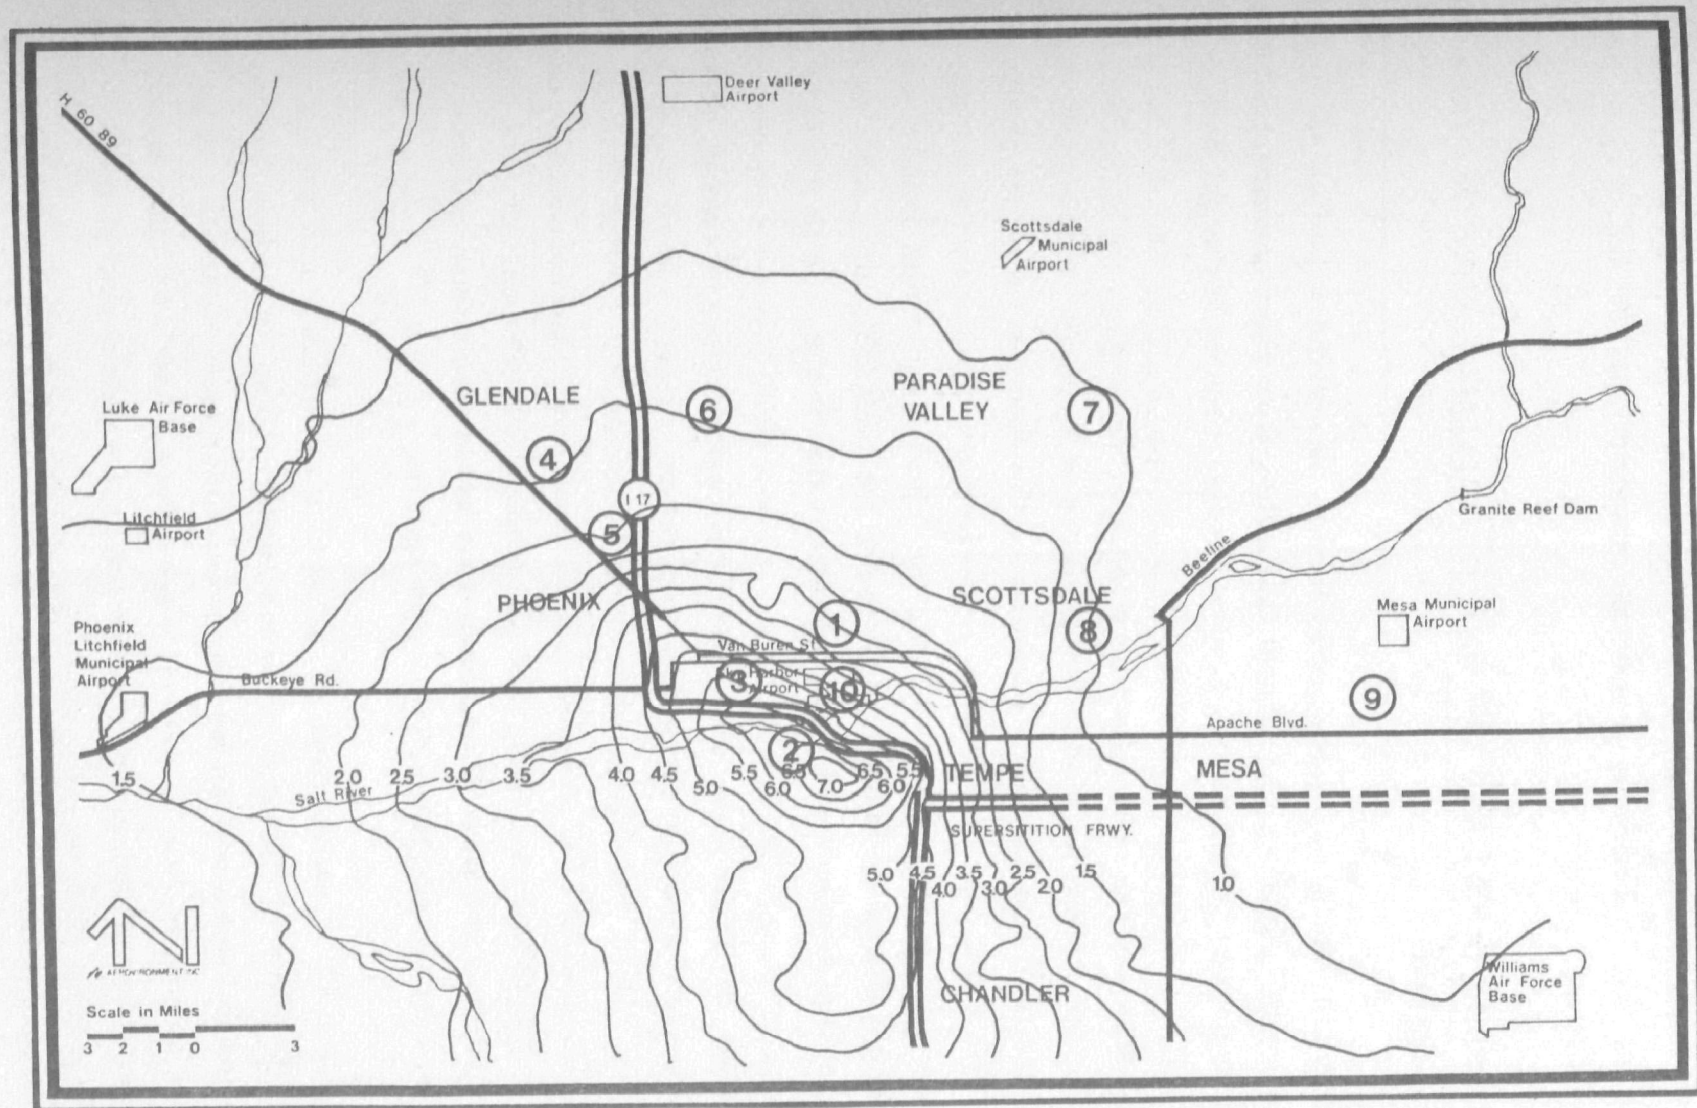 Deer Valley
Airport
H 60 89
Scottsdale
Municipal
Airport
PARADISE
VALLEY
GLENDALE
Luke Air Force
Base
6
7
4
I 17
Granite Reef Dam
Litchfield
Airport
5
Beeline
SCOTTSDALE
PHOENIX
Mesa Municipal
Airport
1
8
Phoenix
Litchfield
Municipal
Airport
Van Buren St
Buckeye Rd.
3
Harbor
Airport
10
9
Apache Blvd.
2
TEMPE
MESA
1.5
2.0
2.5
3.0
3.5
4.0
4.5
5.0
5.5
6.0
6.5
7.0
6.5
6.0
5.5
Salt River
SUPERSITITION FRWY.
5.0
4.5
4.0
3.5
3.0
2.5
2.0
1.5
1.0
N
AEROVIRONMENT INC
CHANDLER
Williams
Air Force
Base
Scale in Miles
3 2 1 0 3